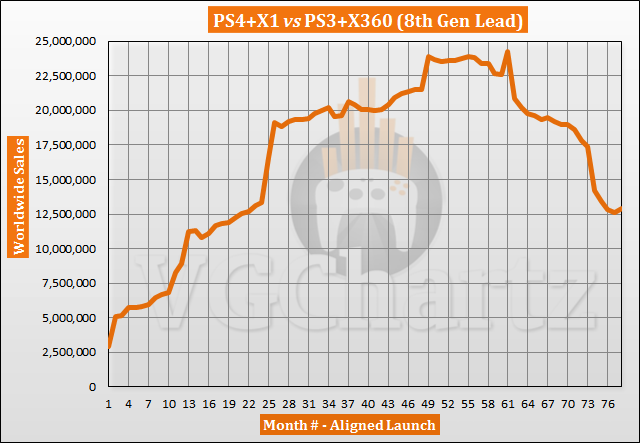 PS4+X1 vs PS3+X360 (8th Gen Lead)
Worldwide Sales
25,000,000
22,500,000
20,000,000
17,500,000
15,000,000
12,500,000
10,000,000
7,500,000
5,000,000
2,500,000
0
VGChartz
1 4 7 10 13 16 19 22 25 28 31 34 37 40 43 46 49 52 55 58 61 64 67 70 73 76
Month # - Aligned Launch